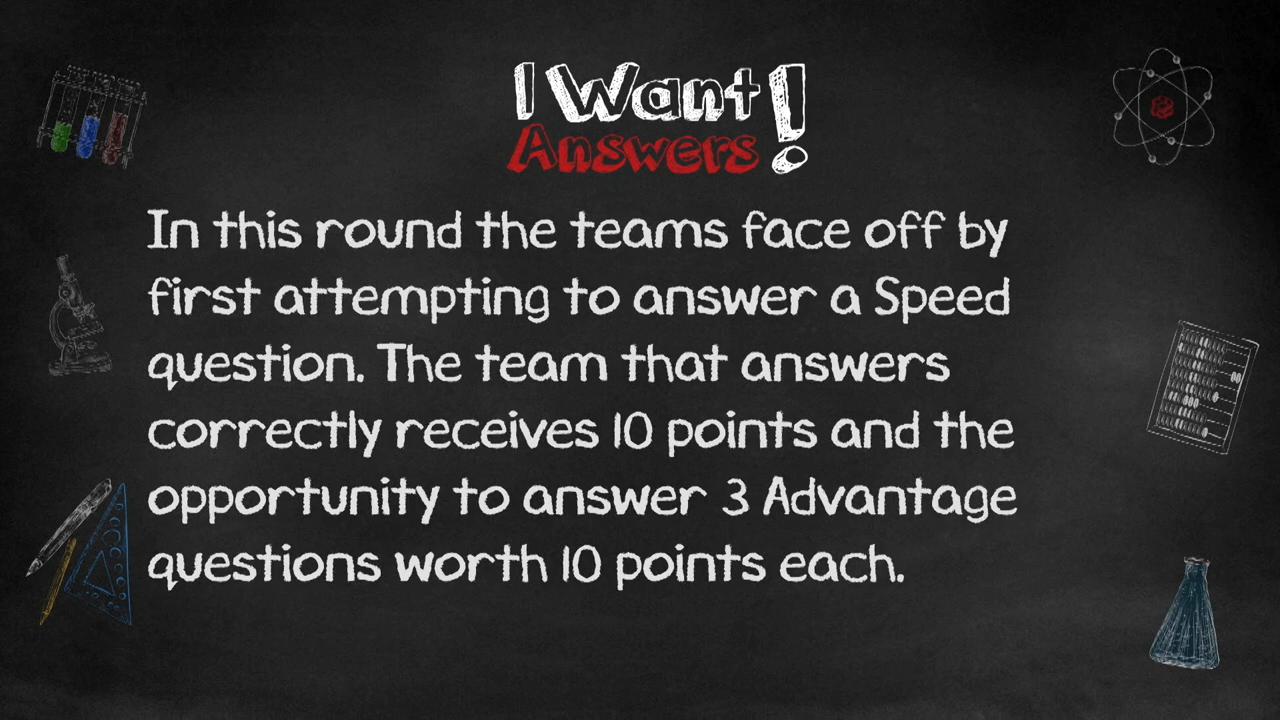 I Want!
Answers
In this round the teams face off by
first attempting to answer a Speed
question. The team that answers
correctly receives 10 points and the
opportunity to answer 3 Advantage
questions worth 10 points each.